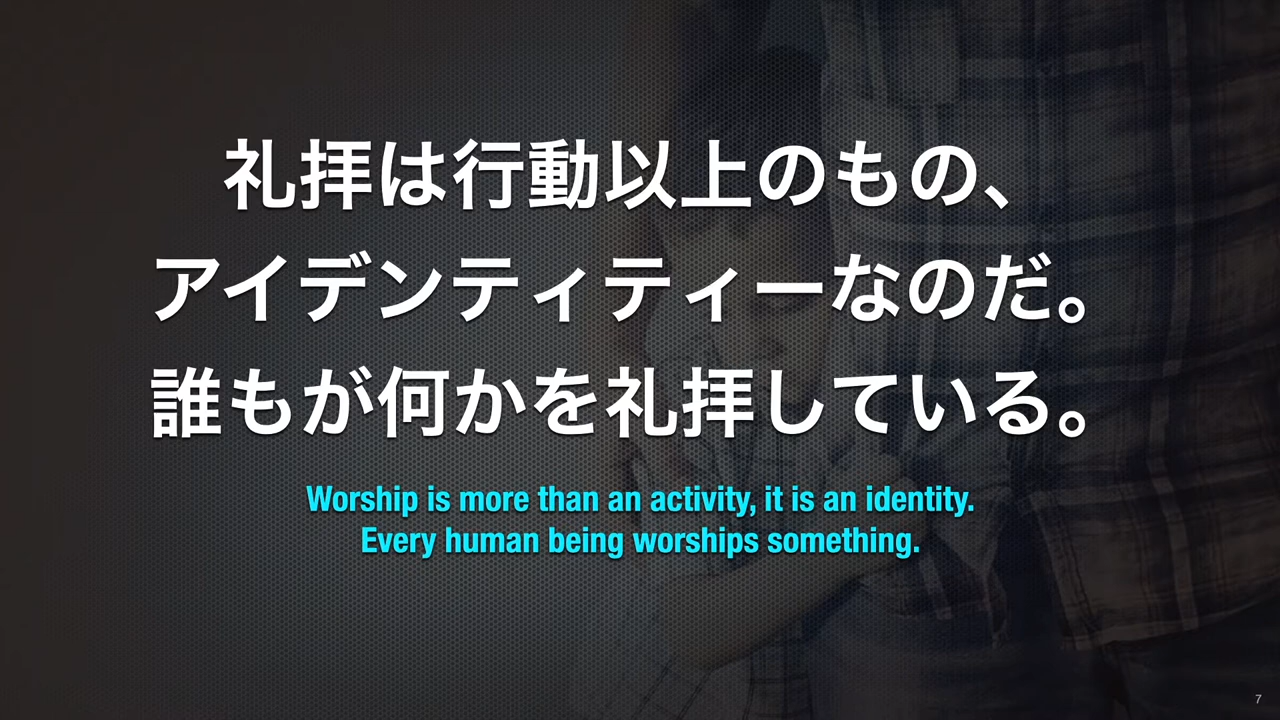 礼拝は行動以上のもの、
アイデンティティーなのだ。
誰もが何かを礼拝している。
Worship is more than an activity, it is an identity.
Every human being worships something.
7